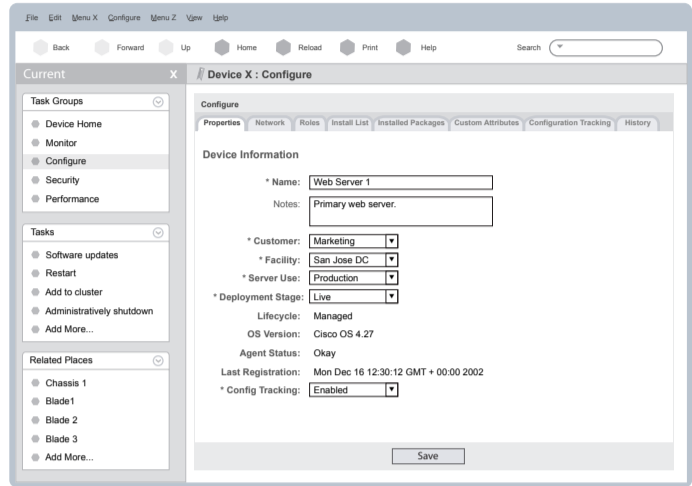 File Edit Menu X Configure Menu Z View Help
Back Forward Up Home Reload Print Help Search
Current X
Device X : Configure
Task Groups
Device Home
Monitor
Configure
Security
Performance
Tasks
Software updates
Restart
Add to cluster
Administratively shutdown
Add More...
Related Places
Chassis 1
Blade1
Blade 2
Blade 3
Add More...
Configure
Properties Network Roles Install List Installed Packages Custom Attributes Configuration Tracking History
Device Information
* Name: Web Server 1
Notes: Primary web server.
* Customer: Marketing
* Facility: San Jose DC
* Server Use: Production
* Deployment Stage: Live
Lifecycle: Managed
OS Version: Cisco OS 4.27
Agent Status: Okay
Last Registration: Mon Dec 16 12:30:12 GMT + 00:00 2002
* Config Tracking: Enabled
Save